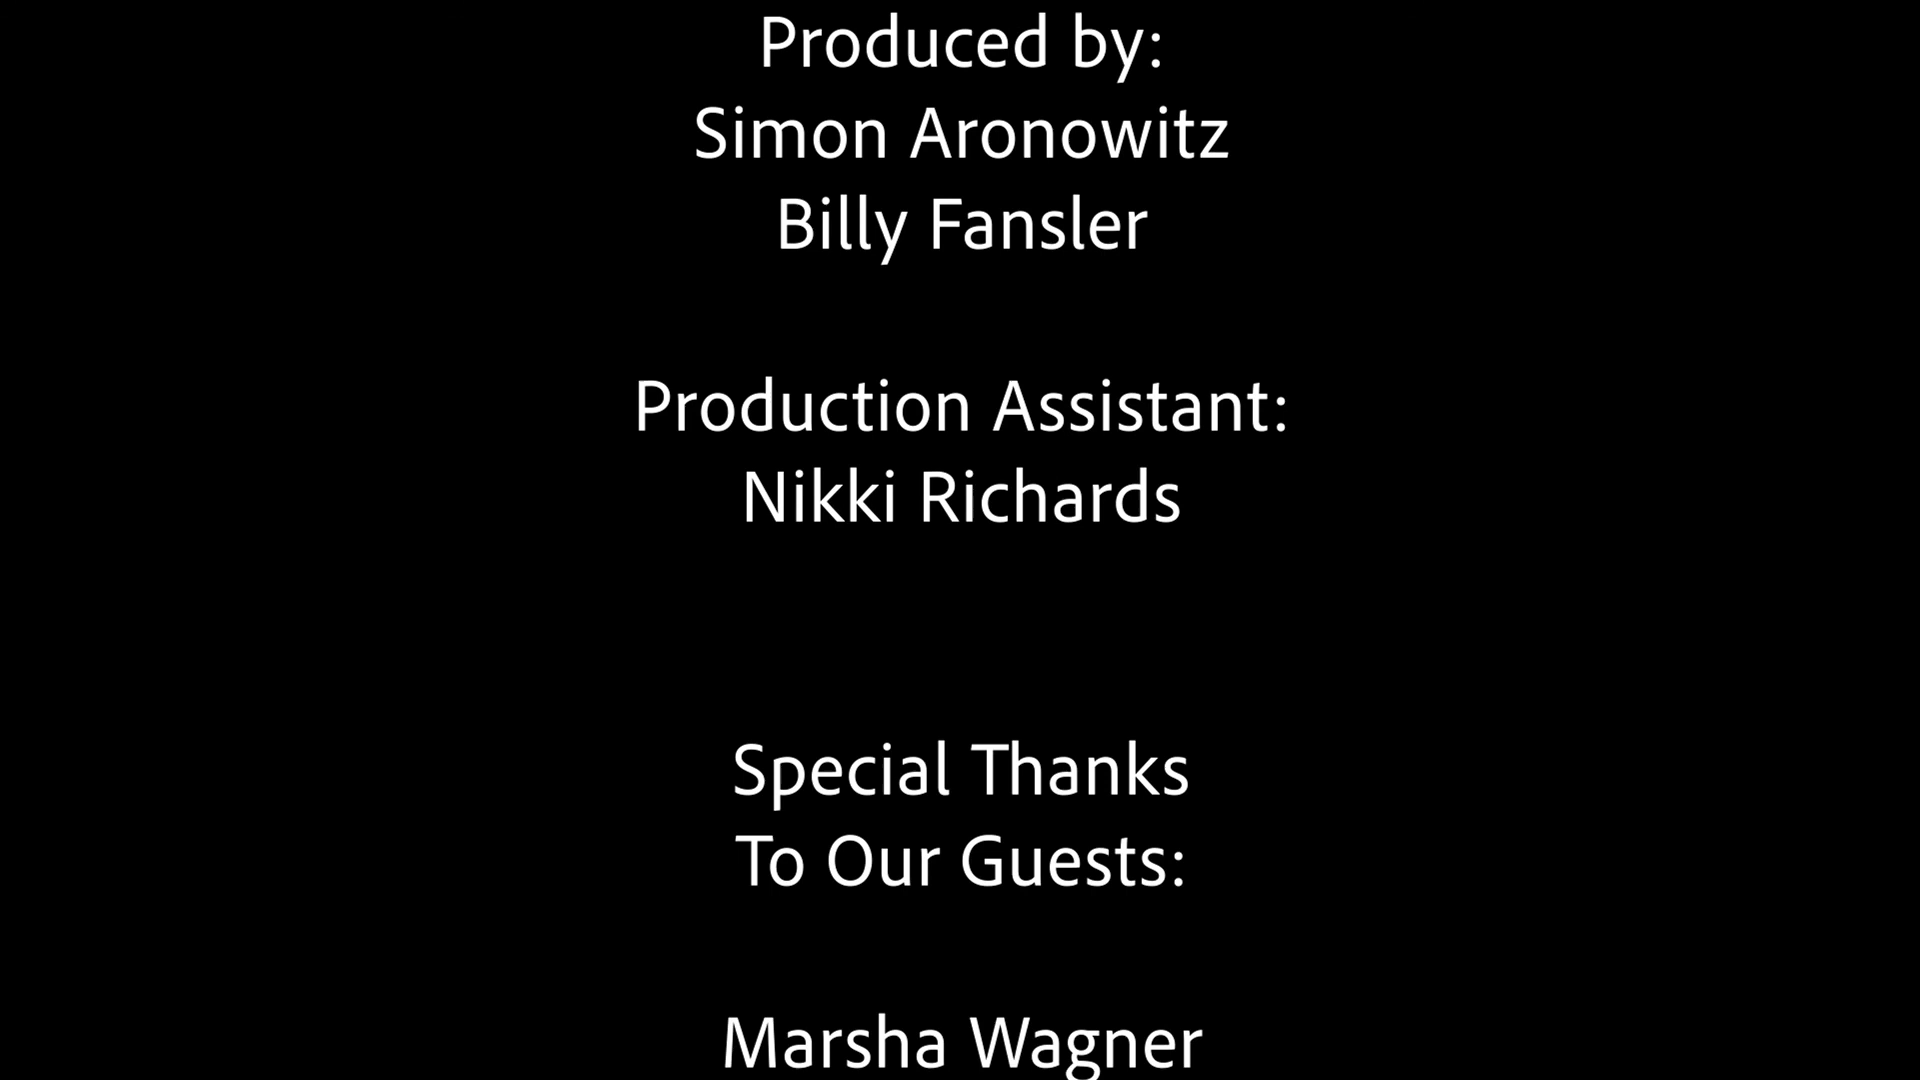 Produced by:
Simon Aronowitz
Billy Fansler
Production Assistant:
Nikki Richards
Special Thanks
To Our Guests:
Marsha Wagner